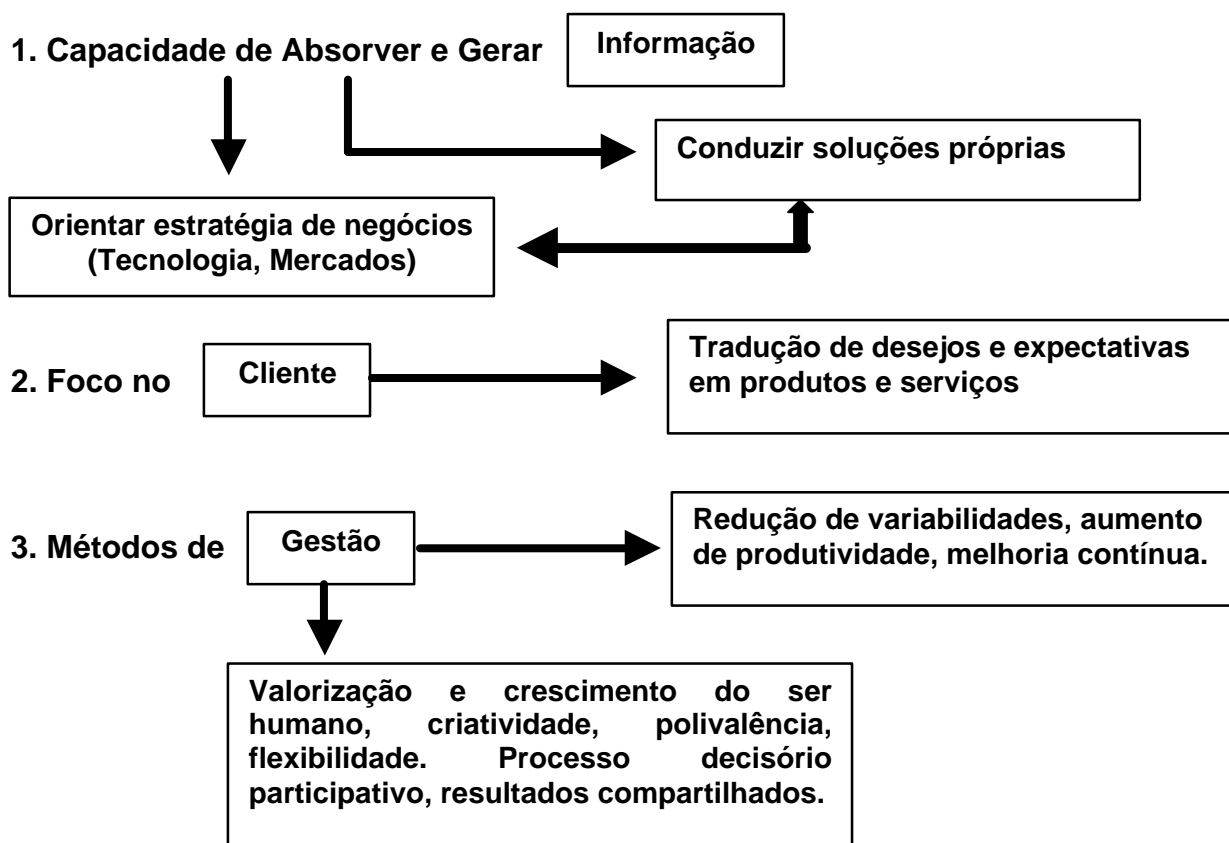 1. Capacidade de Absorver e Gerar Informação
Conduzir soluções próprias
Orientar estratégia de negócios
(Tecnologia, Mercados)
2. Foco no Cliente
Tradução de desejos e expectativas
em produtos e serviços
3. Métodos de Gestão
Redução de variabilidades, aumento
de produtividade, melhoria contínua.
Valorização e crescimento do ser
humano, criatividade, polivalência,
flexibilidade. Processo decisório
participativo, resultados compartilhados.